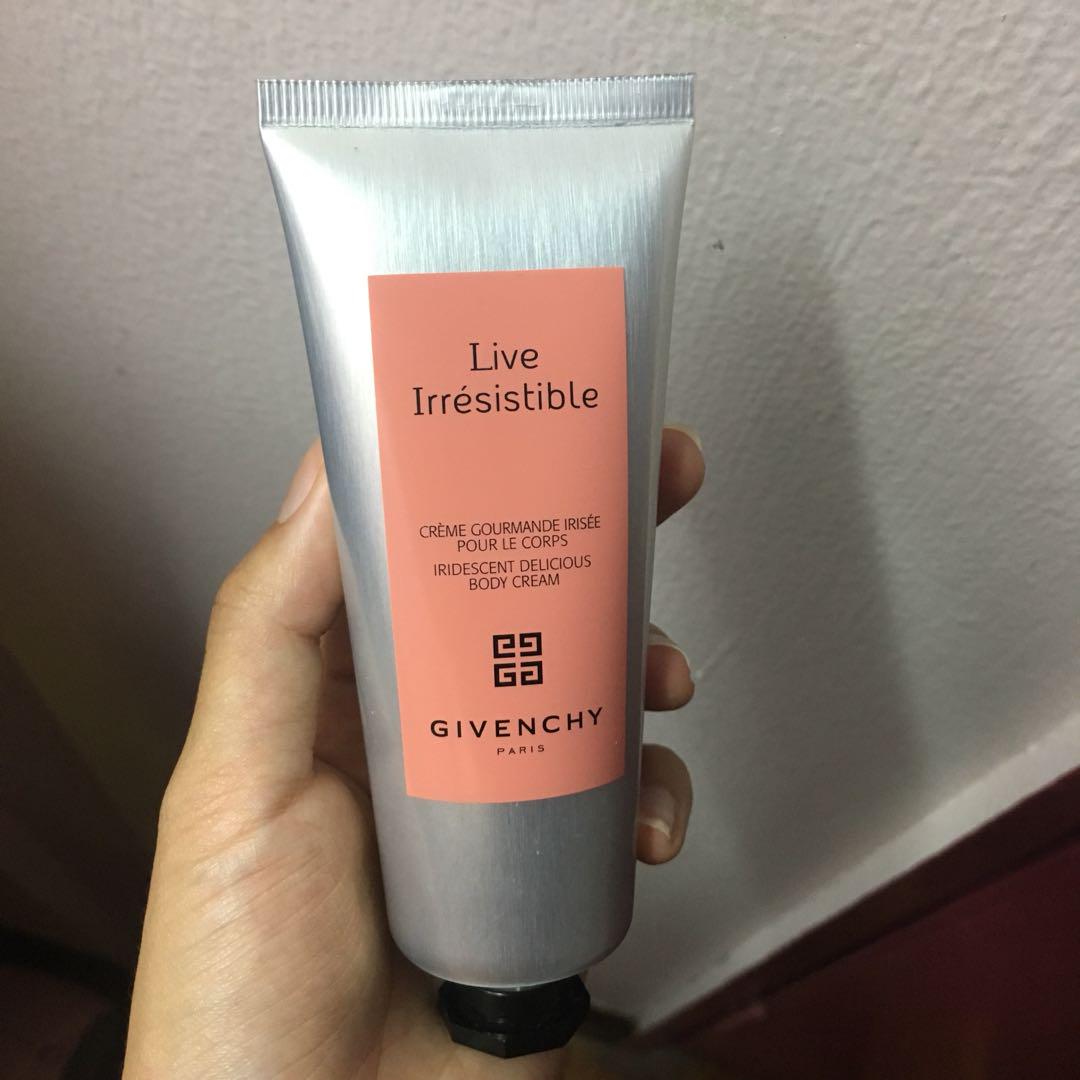 Live
Irrésistible
CRÈME GOURMANDE IRISÉE
POUR LE CORPS
IRIDESCENT DELICIOUS
BODY CREAM
GIVENCHY
PARIS